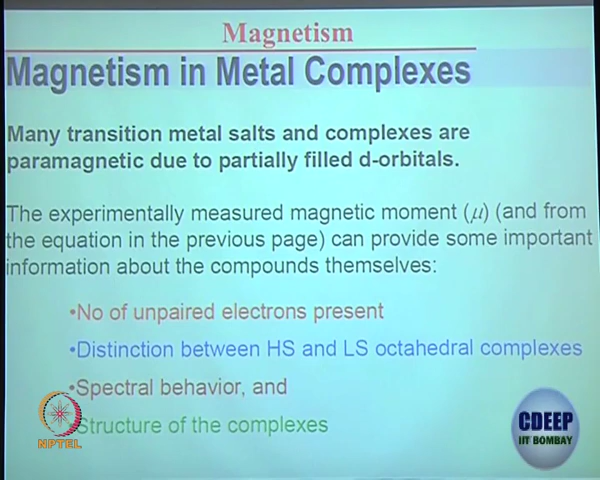 Magnetism
Magnetism in Metal Complexes
Many transition metal salts and complexes are
paramagnetic due to partially filled d-orbitals.
The experimentally measured magnetic moment (μ) (and from
the equation in the previous page) can provide some important
information about the compounds themselves:
•No of unpaired electrons present
•Distinction between HS and LS octahedral complexes
•Spectral behavior, and
Structure of the complexes
NPTEL
CDEEP
IIT BOMBAY